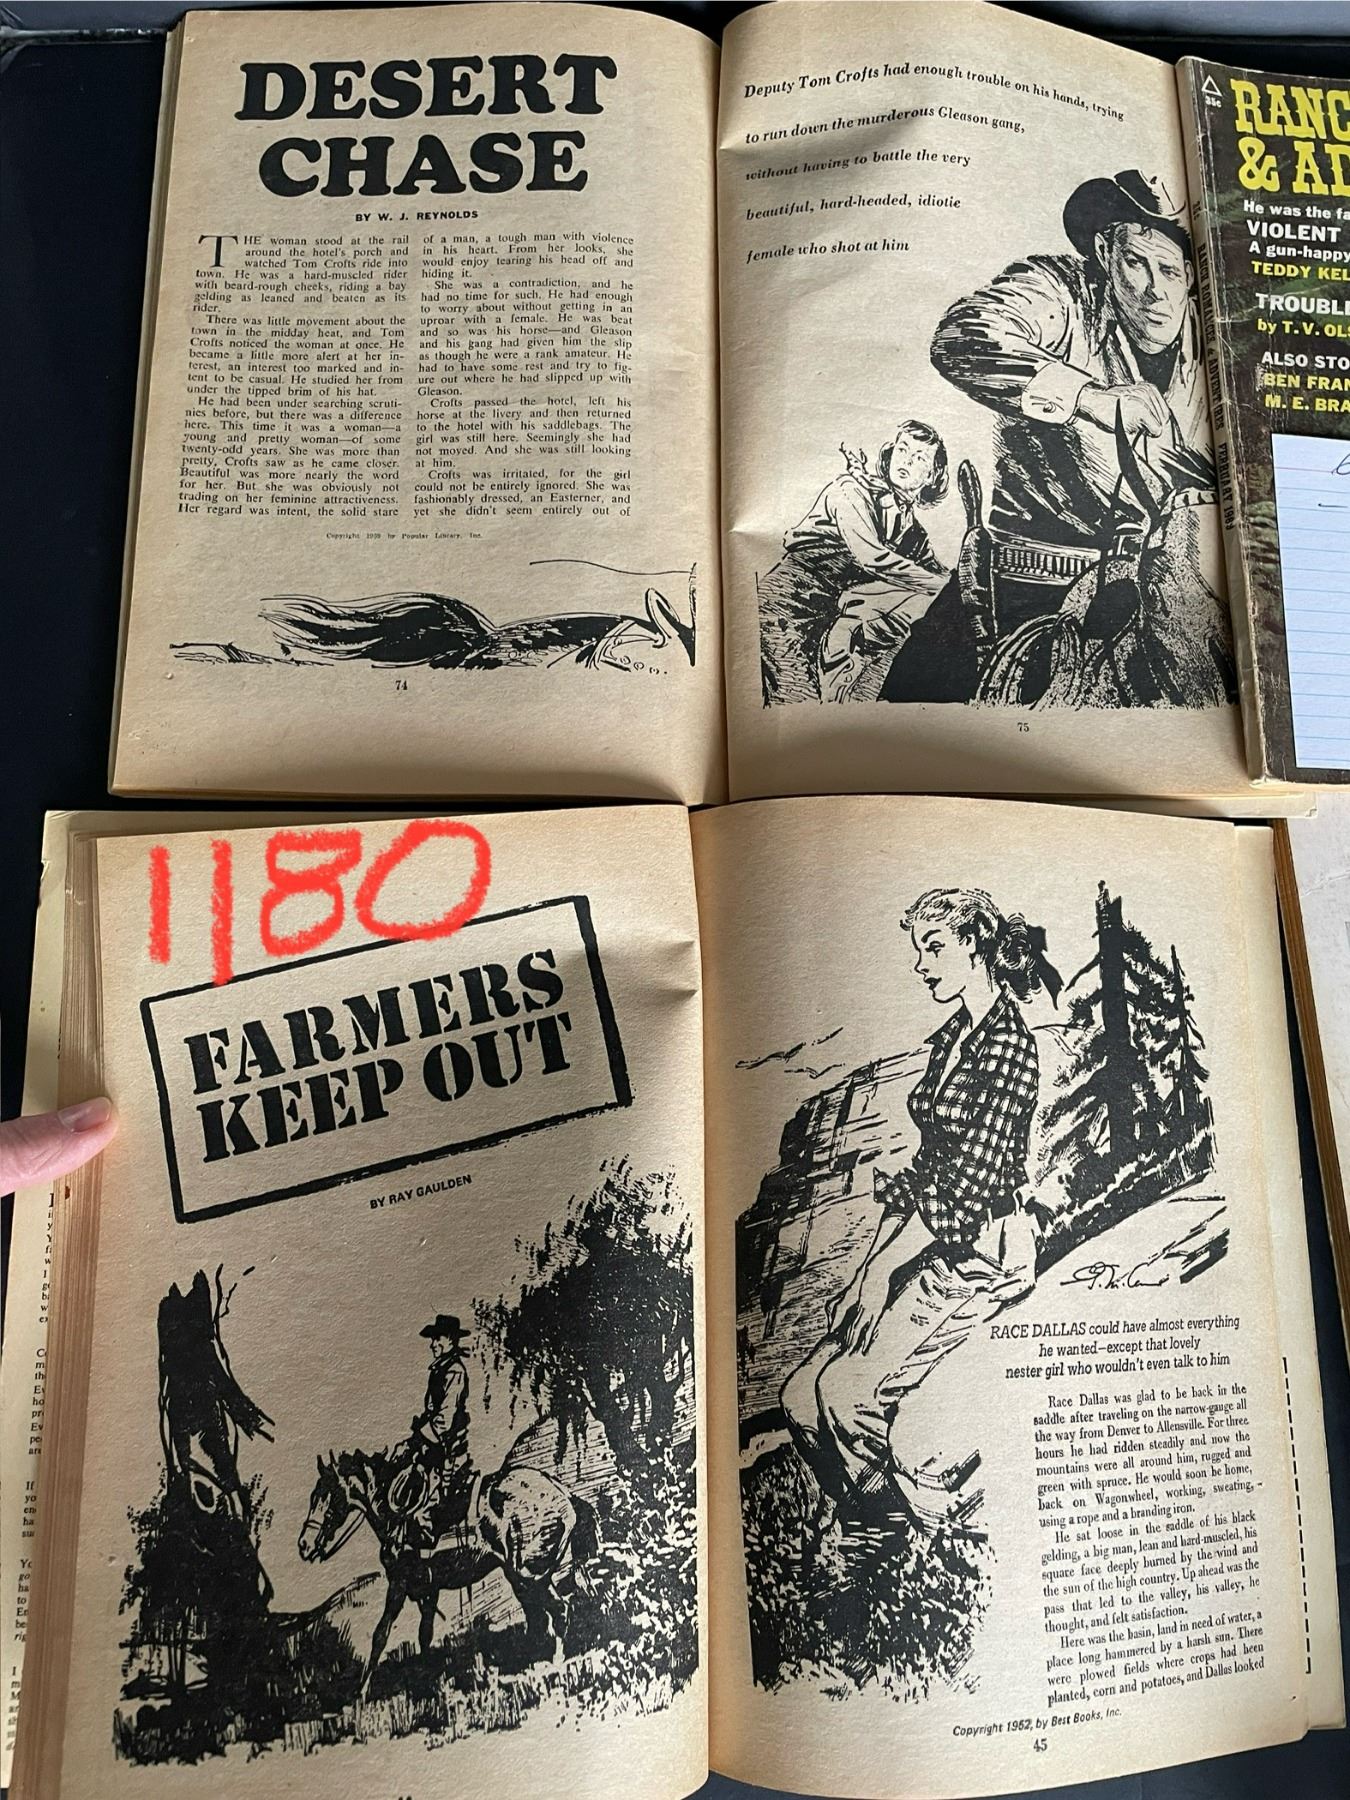 DESERT
CHASE
BY W. J. REYNOLDS
THE woman stood at the rail
around the hotel's porch and
watched Tom Crofts ride into
town. He was a hard-muscled rider
with beard-rough cheeks, riding a bay
gelding as leaned and beaten as its
rider.
There was little movement about the
town in the midday heat, and Tom
Crofts noticed the woman at once. He
became a little more alert at her in-
terest, an interest too marked and in-
tent to be casual. He studied her from
under the tipped brim of his hat.
He had been under searching scruti-
nies before, but there was a difference
here. This time it was a woman—a
young and pretty woman—of some
twenty-odd years. She was more than
pretty, Crofts saw as he came closer.
Beautiful was more nearly the word
for her. But she was obviously not
trading on her feminine attractiveness.
Her regard was intent, the solid stare
of a man, a tough man with violence
in his heart. From her looks, she
would enjoy tearing his head off and
hiding it.
She was a contradiction, and he
had no time for such. He had enough
to worry about without getting in an
uproar with a female. He was beat
and so was his horse—and Gleason
and his gang had given him the slip
as though he were a rank amateur. He
had to have some rest and try to fig-
ure out where he had slipped up with
Gleason.
Crofts passed the hotel, left his
horse at the livery and then returned
to the hotel with his saddlebags. The
girl was still here. Seemingly she had
not moved. And she was still looking
at him.
Crofts was irritated, for the girl
could not be entirely ignored. She was
fashionably dressed, an Easterner, and
yet she didn't seem entirely out of
Copyright 1969 by Popular Library, Inc.
74
Deputy Tom Crofts had enough trouble on his hands, trying
to run down the murderous Gleason gang,
without having to battle the very
beautiful, hard-headed, idiotie
female who shot at him
75
35c
RANC
& AD
He was the fa
VIOLENT
A gun-happy
TEDDY KEL
TROUBLE
by T. V. OLS
ALSO STO
BEN FRAN
M. E. BRA
RANCH ROMANCES & ADVENTURES FEBRUARY 1969
1180
FARMERS
KEEP OUT
BY RAY GAULDEN
RACE DALLAS could have almost everything
he wanted—except that lovely
nester girl who wouldn't even talk to him
Race Dallas was glad to be back in the
saddle after traveling on the narrow-gauge all
the way from Denver to Allensville. For three
hours he had ridden steadily and now the
mountains were all around him, rugged and
green with spruce. He would soon be home,
back on Wagonwheel, working, sweating,
using a rope and a branding iron.
He sat loose in the saddle of his black
gelding, a big man, lean and hard-muscled, his
square face deeply burned by the wind and
the sun of the high country. Up ahead was the
pass that led to the valley, his valley, he
thought, and felt satisfaction.
Here was the basin, land in need of water, a
place long hammered by a harsh sun. There
were plowed fields where crops had been
planted, corn and potatoes, and Dallas looked
Copyright 1952, by Best Books, Inc.
45